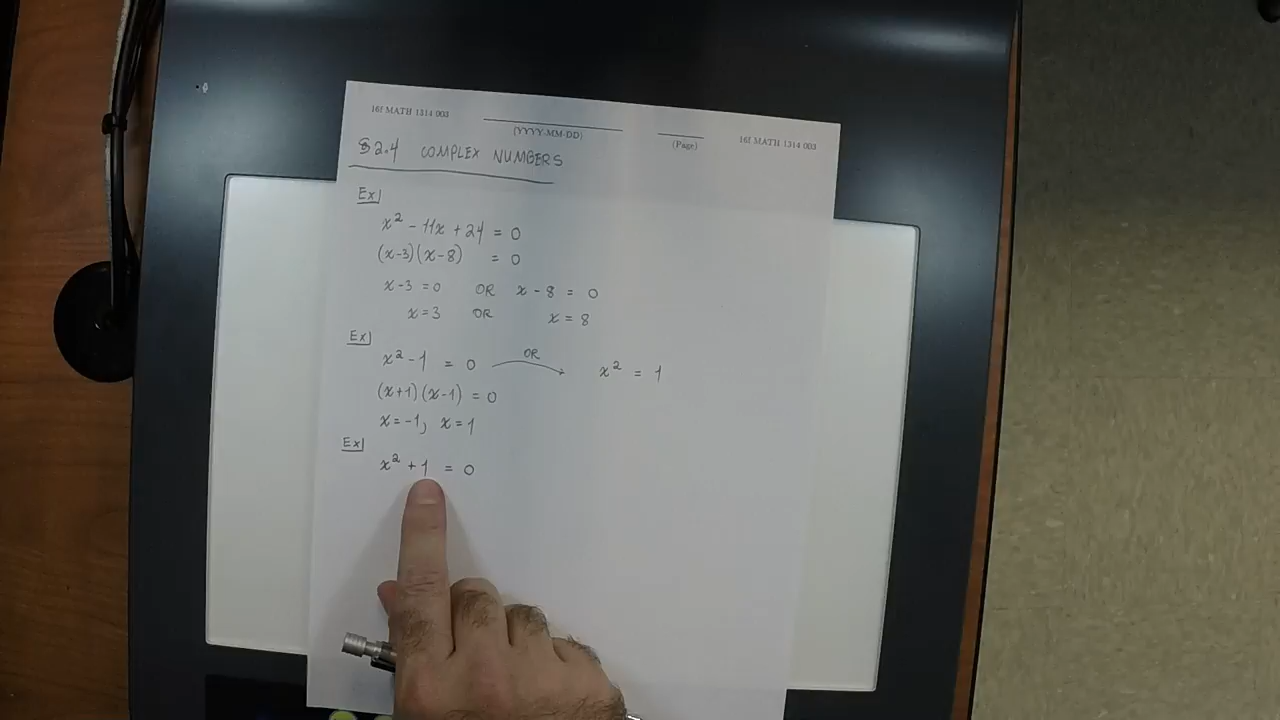 16f MATH 1314 003 (YYYY-MM-DD) (Page) 16f MATH 1314 003
§2.4 COMPLEX NUMBERS
Ex|
x² - 11x + 24 = 0
(x-3)(x-8) = 0
x-3 = 0 OR x - 8 = 0
x = 3 OR x = 8
Ex|
x² - 1 = 0 OR x² = 1
(x+1)(x-1) = 0
x = -1, x = 1
Ex|
x² + 1 = 0